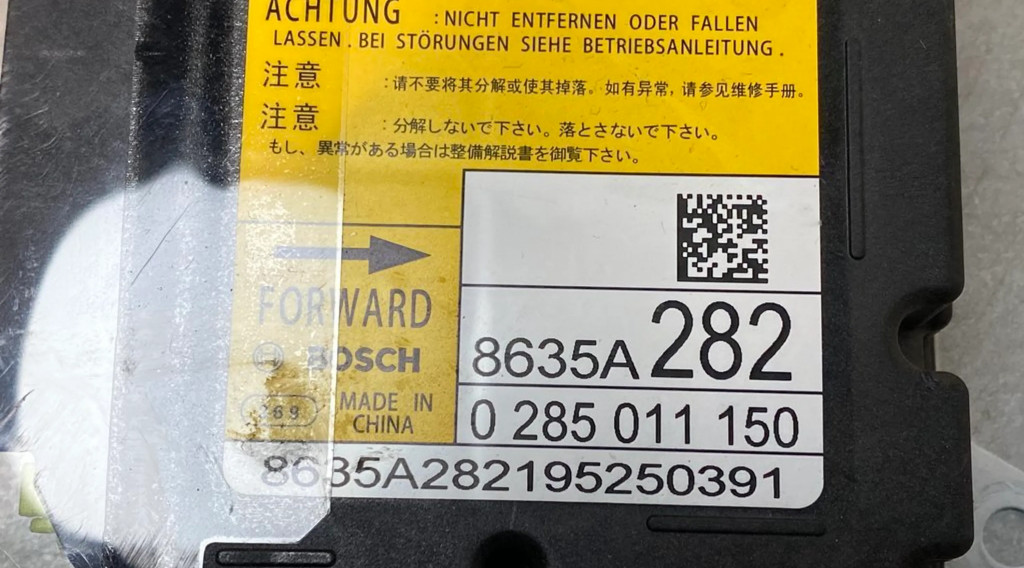 ACHTUNG : NICHT ENTFERNEN ODER FALLEN
LASSEN. BEI STÖRUNGEN SIEHE BETRIEBSANLEITUNG.
注意 : 请不要将其分解或使其掉落。如有异常, 请参见维修手册。
注意 : 分解しないで下さい。落とさないで下さい。
もし、異常がある場合は整備解説書を御覧下さい。
FORWARD
BOSCH
8635A 282
MADE IN
CHINA
0 285 011 150
8635A282195250391